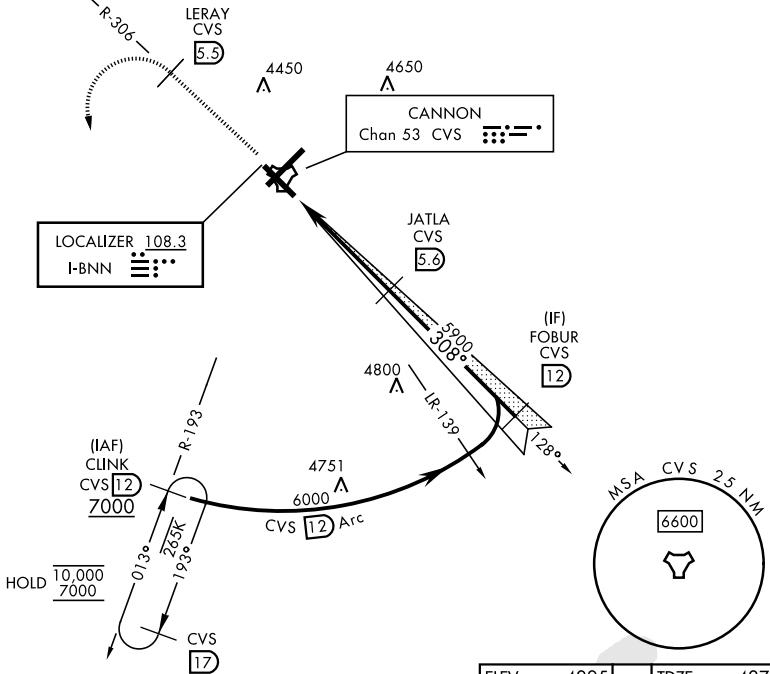 R-306
LERAY
CVS
5.5
4450
4650
CANNON
Chan 53 CVS
LOCALIZER 108.3
I-BNN
JATLA
CVS
5.6
5900
308°
(IF)
FOBUR
CVS
12
4800
LR-139
128°
R-193
(IAF)
CLINK
CVS 12
7000
4751
6000
CVS 12 Arc
265K
013°
193°
HOLD 10,000
7000
CVS
17
MSA CVS 25 NM
6600
ELEV
TDZE